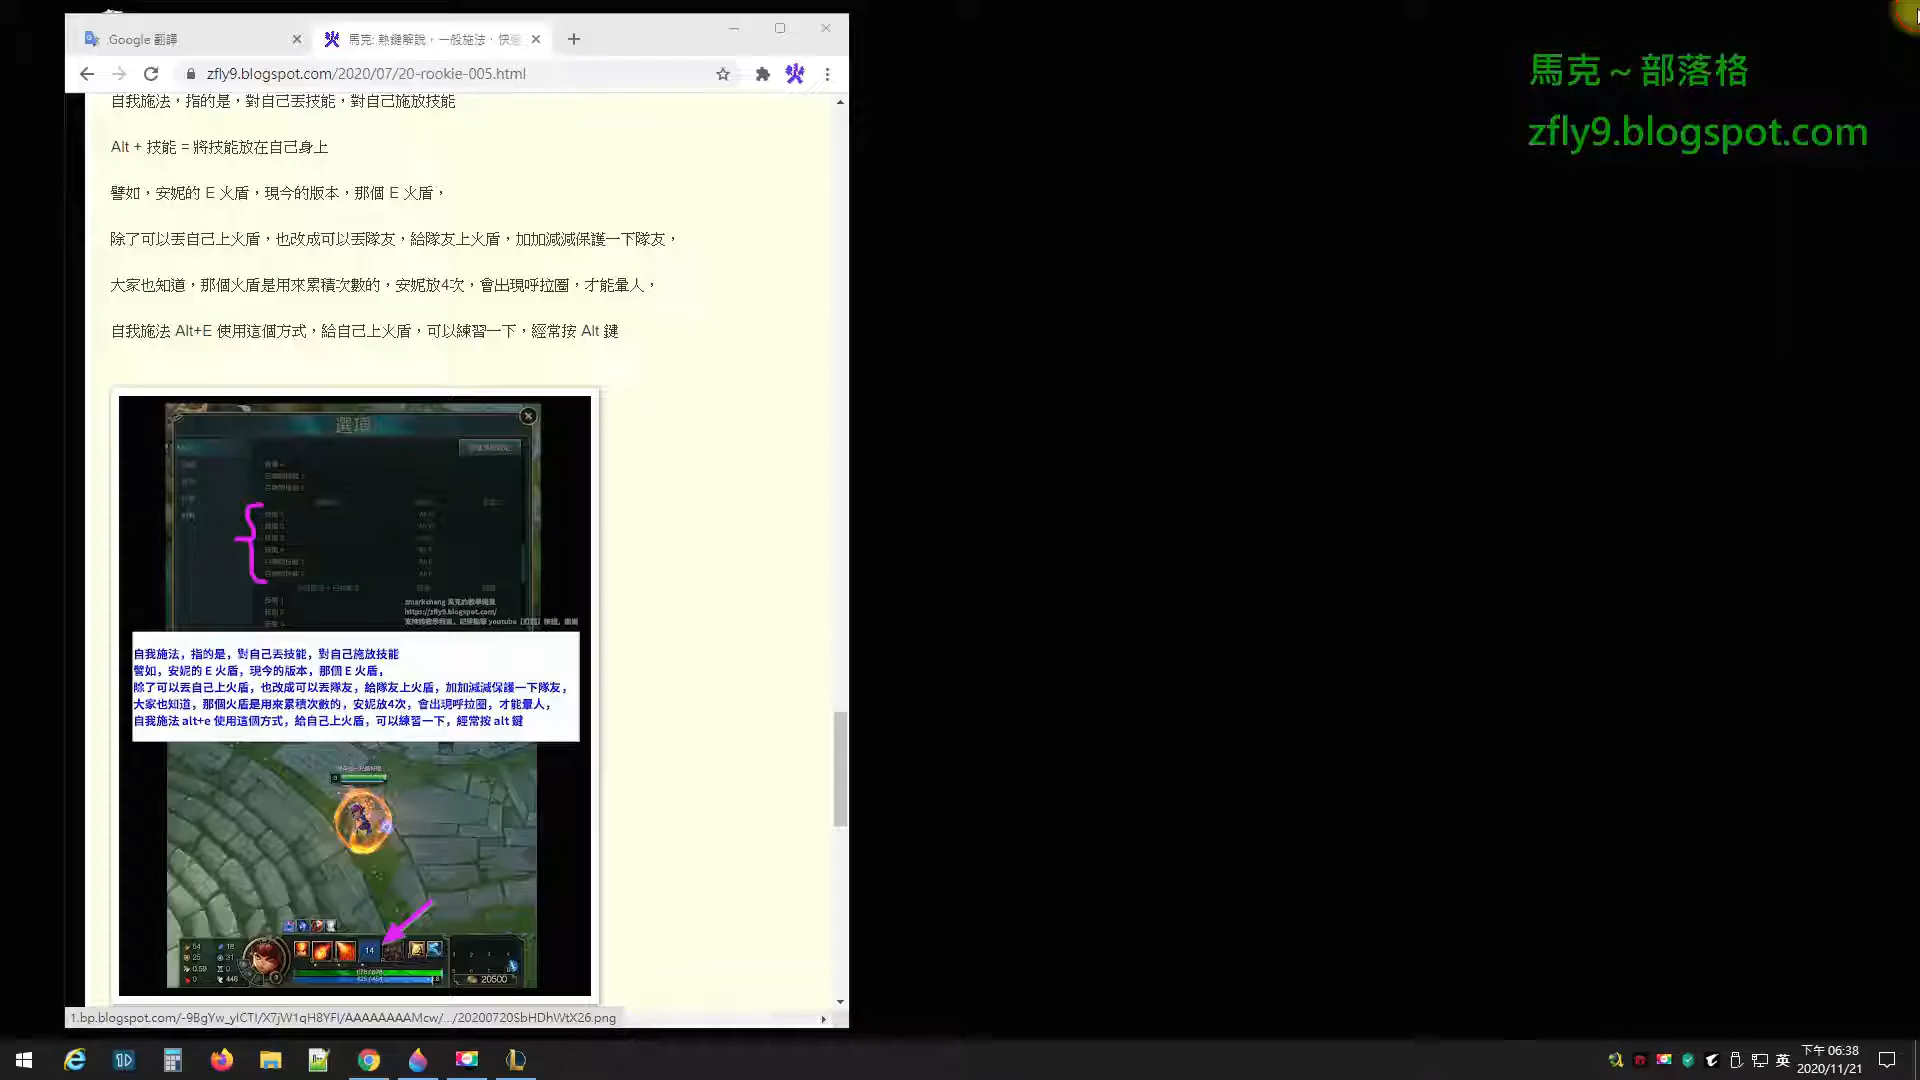 Google 翻譯
馬克: 熱鍵解說，一般施法，快速
zfly9.blogspot.com/2020/07/20-rookie-005.html
自我施法，指的是，對自己丟技能，對自己施放技能
Alt + 技能 = 將技能放在自己身上
譬如，安妮的 E 火盾，現今的版本，那個 E 火盾，
除了可以丟自己上火盾，也改成可以丟隊友，給隊友上火盾，加加減減保護一下隊友，
大家也知道，那個火盾是用來累積次數的，安妮放4次，會出現呼拉圈，才能暈人，
自我施法 Alt+E 使用這個方式，給自己上火盾，可以練習一下，經常按 Alt 鍵
選項
zmarkchang 馬克的教學頻道
https://zfly9.blogspot.com/
自我施法，指的是，對自己丟技能，對自己施放技能
譬如，安妮的 E 火盾，現今的版本，那個 E 火盾，
除了可以丟自己上火盾，也改成可以丟隊友，給隊友上火盾，加加減減保護一下隊友，
大家也知道，那個火盾是用來累積次數的，安妮放4次，會出現呼拉圈，才能暈人，
自我施法 alt+e 使用這個方式，給自己上火盾，可以練習一下，經常按 alt 鍵
14
20500
1.bp.blogspot.com/-9BgYw_yICTI/X7jW1qH8YFI/AAAAAAAAMcw/.../20200720SbHDhWtX26.png
馬克～部落格
zfly9.blogspot.com
英
下午 06:38
2020/11/21